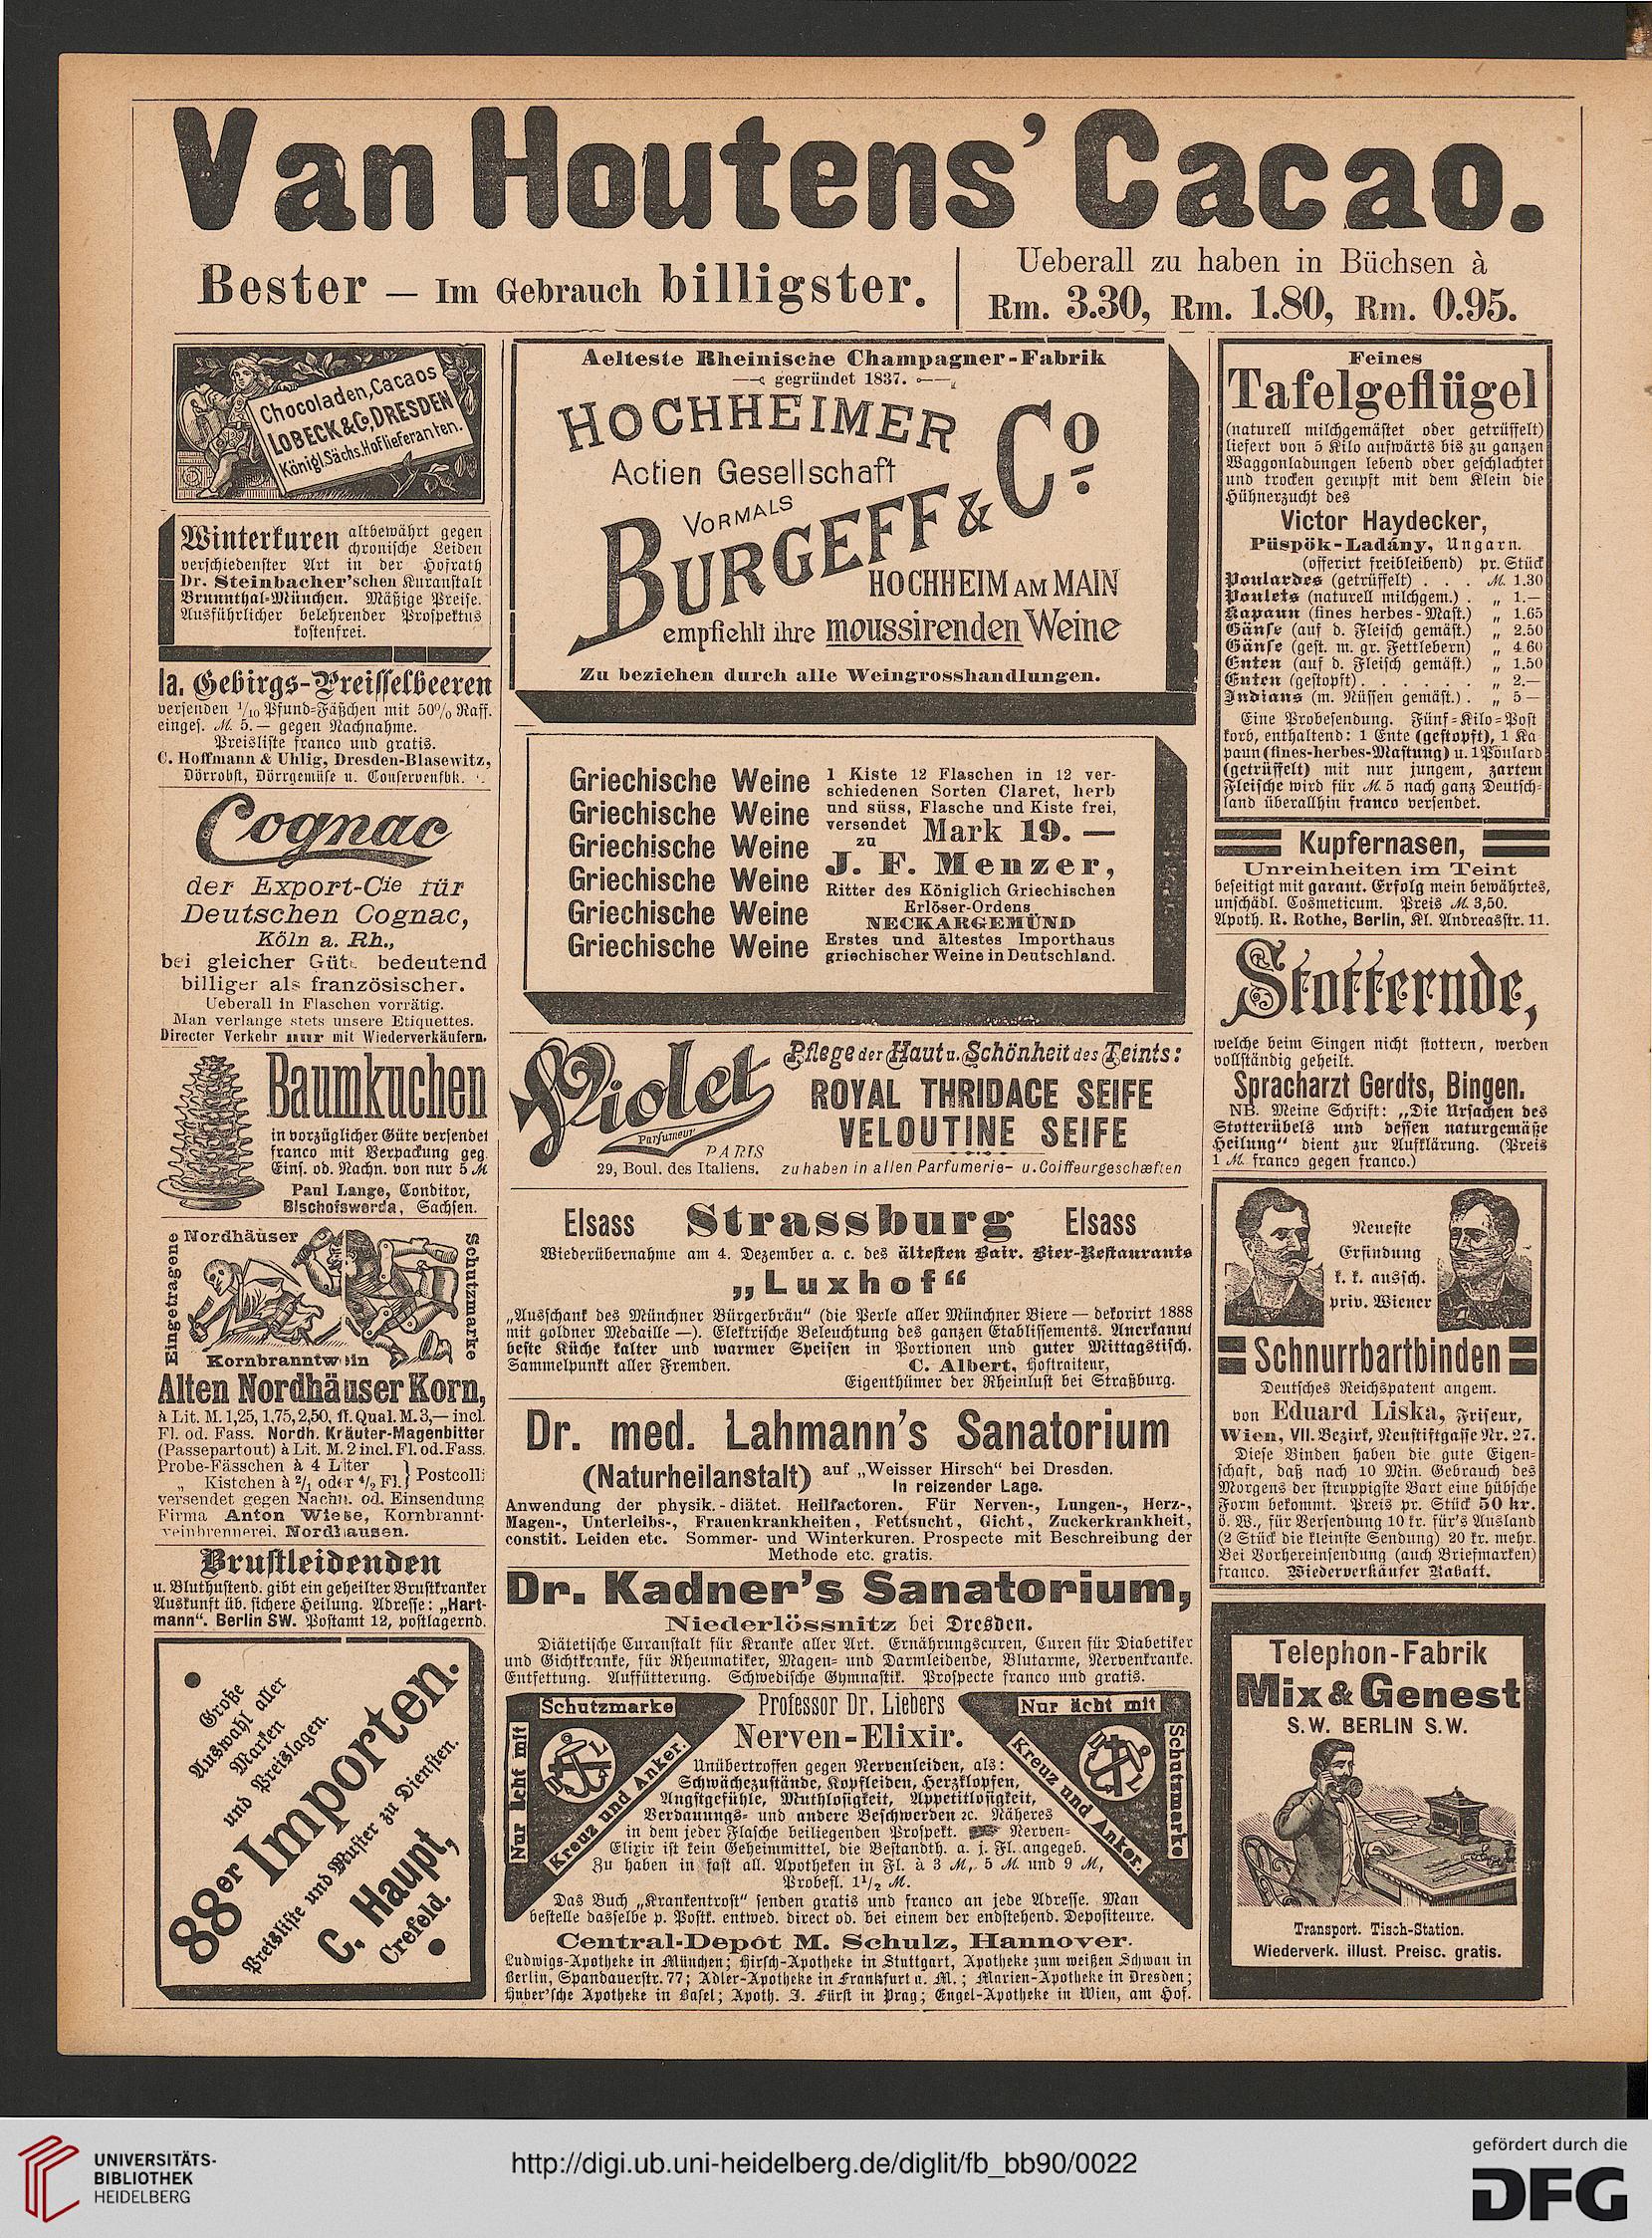 Van Houtens' Cacao.
Bester — Im Gebrauch billigster.
Ueberall zu haben in Büchsen à
Rm. 3.30, Rm. 1.80, Rm. 0.95.
Chocoladen, Cacaos
LOBECK & Co, DRESDEN
Königl. Sächs. Hoflieferanten.
Winterkuren altbewährt gegen
chronische Leiden
verschiedenster Art in der Hofrath
Dr. Steinbacher'schen Kuranstalt
Brunnthal-München. Mäßige Preise.
Ausführlicher belehrender Prospektus
kostenfrei.
Ia. Gebirgs-Preisselbeeren
versenden 1/10 Pfund-Fäßchen mit 50% Raff.
einges. M. 5.— gegen Nachnahme.
Preisliste franco und gratis.
C. Hoffmann & Uhlig, Dresden-Blasewitz,
Dörrobst, Dörrgemüse u. Conservenfbk.
Cognac
der Export-Cie für
Deutschen Cognac,
Köln a. Rh.,
bei gleicher Güte bedeutend
billiger als französischer.
Ueberall in Flaschen vorrätig.
Man verlange stets unsere Etiquettes.
Directer Verkehr nur mit Wiederverkäufern.
Baumkuchen
in vorzüglicher Güte versendet
franco mit Verpackung geg.
Eins. od. Nachn. von nur 5 M
Paul Lange, Conditor,
Bischofswerda, Sachsen.
Eingetragene
Nordhäuser
Schutzmarke
Kornbranntwein
Alten Nordhäuser Korn,
à Lit. M. 1,25, 1,75, 2,50, ff. Qual. M. 3,— incl.
Fl. od. Fass. Nordh. Kräuter-Magenbitter
(Passepartout) à Lit. M. 2 incl. Fl. od. Fass.
Probe-Fässchen à 4 Liter
„ Kistchen à 2/1 oder 4/2 Fl. } Postcolli
versendet gegen Nachn. od. Einsendung
Firma Anton Wiese, Kornbrannt-
weinbrennerei, Nordhausen.
Brustleidenden
u. Bluthustend. gibt ein geheilter Brustkranker
Auskunft üb. sichere Heilung. Adresse: „Hart-
mann“. Berlin SW. Postamt 12, postlagernd.
Große
Auswahl aller
Marken
und Preislagen.
88er Importen.
Preisliste und Muster zu Diensten.
C. Haupt,
Crefeld.
Aelteste Rheinische Champagner-Fabrik
gegründet 1837.
HOCHHEIMER
Actien Gesellschaft
VORMALS
BURGEFF & Co
HOCHHEIM AM MAIN
empfiehlt ihre moussirenden Weine
Zu beziehen durch alle Weingrosshandlungen.
Griechische Weine
Griechische Weine
Griechische Weine
Griechische Weine
Griechische Weine
Griechische Weine
1 Kiste 12 Flaschen in 12 ver-
schiedenen Sorten Claret, herb
und süss, Flasche und Kiste frei,
versendet zu Mark 19. —
J. F. Menzer,
Ritter des Königlich Griechischen
Erlöser-Ordens
NECKARGEMÜND
Erstes und ältestes Importhaus
griechischer Weine in Deutschland.
Violet
Parfumeur
PARIS
29, Boul. des Italiens.
Pflege der Haut u. Schönheit des Teints:
ROYAL THRIDACE SEIFE
VELOUTINE SEIFE
zu haben in allen Parfumerie- u. Coiffeurgeschæften
Elsass Strassburg Elsass
Wiederübernahme am 4. Dezember a. c. des ältesten Bair. Bier-Restaurants
„Luxhof“
„Ausschank des Münchner Bürgerbräu“ (die Perle aller Münchner Biere — dekorirt 1888
mit goldner Medaille —). Elektrische Beleuchtung des ganzen Etablissements. Anerkannt
beste Küche kalter und warmer Speisen in Portionen und guter Mittagstisch.
Sammelpunkt aller Fremden. C. Albert, Hoftraiteur,
Eigenthümer der Rheinlust bei Straßburg.
Dr. med. Lahmann's Sanatorium
(Naturheilanstalt) auf „Weisser Hirsch“ bei Dresden.
In reizender Lage.
Anwendung der physik.-diätet. Heilfactoren. Für Nerven-, Lungen-, Herz-,
Magen-, Unterleibs-, Frauenkrankheiten, Fettsucht, Gicht, Zuckerkrankheit,
constit. Leiden etc. Sommer- und Winterkuren. Prospecte mit Beschreibung der
Methode etc. gratis.
Dr. Kadner's Sanatorium,
Niederlössnitz bei Dresden.
Diätetische Curanstalt für Kranke aller Art. Ernährungscuren, Curen für Diabetiker
und Gichtkranke, für Rheumatiker, Magen- und Darmleidende, Blutarme, Nervenkranke.
Entfettung. Auffütterung. Schwedische Gymnastik. Prospecte franco und gratis.
Schutzmarke
Nur ächt mit
Kreuz und Anker.
Nur ächt mit
Schutzmarke
Kreuz und Anker.
Professor Dr. Liebers
Nerven-Elixir.
Unübertroffen gegen Nervenleiden, als:
Schwächezustände, Kopfleiden, Herzklopfen,
Angstgefühle, Muthlosigkeit, Appetitlosigkeit,
Verdauungs- und andere Beschwerden ꝛc. Näheres
in dem jeder Flasche beiliegenden Prospekt. ☞ Nerven-
Elixir ist kein Geheimmittel, die Bestandth. a. j. Fl. angegeb.
Zu haben in fast all. Apotheken in Fl. à 3 M, 5 M und 9 M,
Probefl. 1 1/2 M.
Das Buch „Krankentrost“ senden gratis und franco an jede Adresse. Man
bestelle dasselbe p. Postk. entwed. direct od. bei einem der endstehend. Depositeure.
Central-Depôt M. Schulz, Hannover.
Ludwigs-Apotheke in München; Hirsch-Apotheke in Stuttgart, Apotheke zum weißen Schwan in
Berlin, Spandauerstr. 77; Adler-Apotheke in Frankfurt a. M.; Marien-Apotheke in Dresden;
Huber'sche Apotheke in Basel; Apoth. J. Fürst in Prag; Engel-Apotheke in Wien, am Hof.
Feines
Tafelgeflügel
(naturell milchgemästet oder getrüffelt)
liefert von 5 Kilo aufwärts bis zu ganzen
Waggonladungen lebend oder geschlachtet
und trocken gerupft mit dem Klein die
Hühnerzucht des
Victor Haydecker,
Püspök-Ladány, Ungarn.
(offerirt freibleibend) pr. Stück
Poulardes (getrüffelt) . . . M. 1.30
Poulets (naturell milchgem.) . „ 1.—
Kapaun (fines herbes-Mast.) „ 1.65
Gänse (auf d. Fleisch gemäst.) „ 2.50
Gänse (gest. m. gr. Fettlebern) „ 4.60
Enten (auf d. Fleisch gemäst.) „ 1.50
Enten (gestopft) . . . . . . „ 2.—
Indians (m. Nüssen gemäst.) . „ 5 —
Eine Probesendung. Fünf-Kilo-Post
korb, enthaltend: 1 Ente (gestopft), 1 Ka
paun (fines-herbes-Mastung) u. 1 Poulard
(getrüffelt) mit nur jungem, zartem
Fleische wird für M. 5 nach ganz Deutsch-
land überallhin franco versendet.
Kupfernasen,
Unreinheiten im Teint
beseitigt mit garant. Erfolg mein bewährtes,
unschädl. Cosmeticum. Preis M. 3,50.
Apoth. R. Rothe, Berlin, Kl. Andreasstr. 11.
Stotternde,
welche beim Singen nicht stottern, werden
vollständig geheilt.
Spracharzt Gerdts, Bingen.
NB. Meine Schrift: „Die Ursachen des
Stotterübels und dessen naturgemäße
Heilung“ dient zur Aufklärung. (Preis
1 M. franco gegen franco.)
Neueste
Erfindung
k. k. aussch.
priv. Wiener
Schnurrbartbinden
Deutsches Reichspatent angem.
von Eduard Liska, Friseur,
Wien, VII. Bezirk, Neustiftgasse Nr. 27.
Diese Binden haben die gute Eigen-
schaft, daß nach 10 Min. Gebrauch des
Morgens der struppigste Bart eine hübsche
Form bekommt. Preis pr. Stück 50 kr.
ö. W., für Versendung 10 kr. für's Ausland
(2 Stück die kleinste Sendung) 20 kr. mehr.
Bei Vorhereinsendung (auch Briefmarken)
franco. Wiederverkäufer Rabatt.
Telephon-Fabrik
Mix & Genest
S.W. BERLIN S.W.
Transport. Tisch-Station.
Wiederverk. illust. Preisc. gratis.
UNIVERSITÄTS-
BIBLIOTHEK
HEIDELBERG
http://digi.ub.uni-heidelberg.de/diglit/fb_bb90/0022
gefördert durch die
DFG